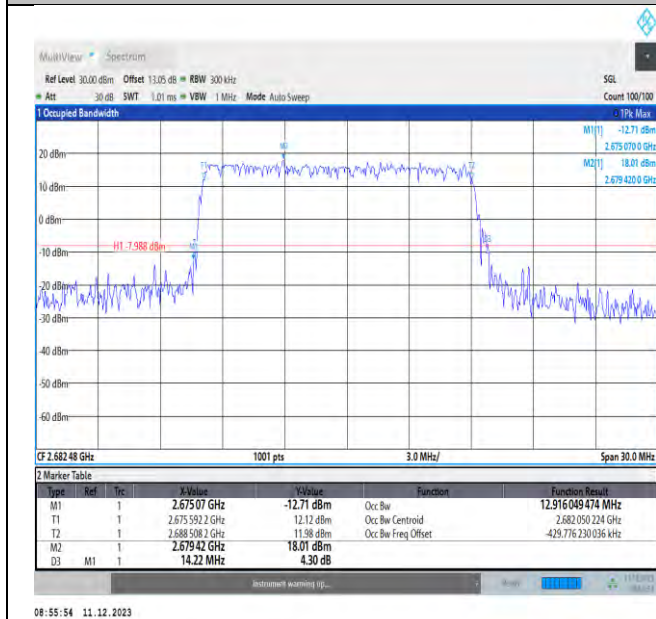 MultiView Spectrum
Ref Level 30.00 dBm Offset 13.05 dB RBW 300 kHz SGL
Att 30 dB SWT 1.01 ms VBW 1 MHz Mode Auto Sweep Count 100/100
1 Occupied Bandwidth 1Pk Max
M1[1] -12.71 dBm
2.675 070 0 GHz
M2[1] 18.01 dBm
2.679 420 0 GHz
20 dBm
10 dBm
0 dBm
-10 dBm
-20 dBm
-30 dBm
-40 dBm
-50 dBm
-60 dBm
H1 -7.988 dBm
T1
M2
T2
M1
D3
CF 2.682 48 GHz 1001 pts 3.0 MHz/ Span 30.0 MHz
2 Marker Table
Type Ref Trc X-Value Y-Value Function Function Result
M1 1 2.675 07 GHz -12.71 dBm Occ Bw 12.916 049 474 MHz
T1 1 2.675 592 2 GHz 12.12 dBm Occ Bw Centroid 2.682 050 224 GHz
T2 1 2.688 508 2 GHz 11.98 dBm Occ Bw Freq Offset -429.776 230 036 kHz
M2 1 2.679 42 GHz 18.01 dBm
D3 M1 1 14.22 MHz 4.30 dB
Instrument warming up...
08:55:54 11.12.2023